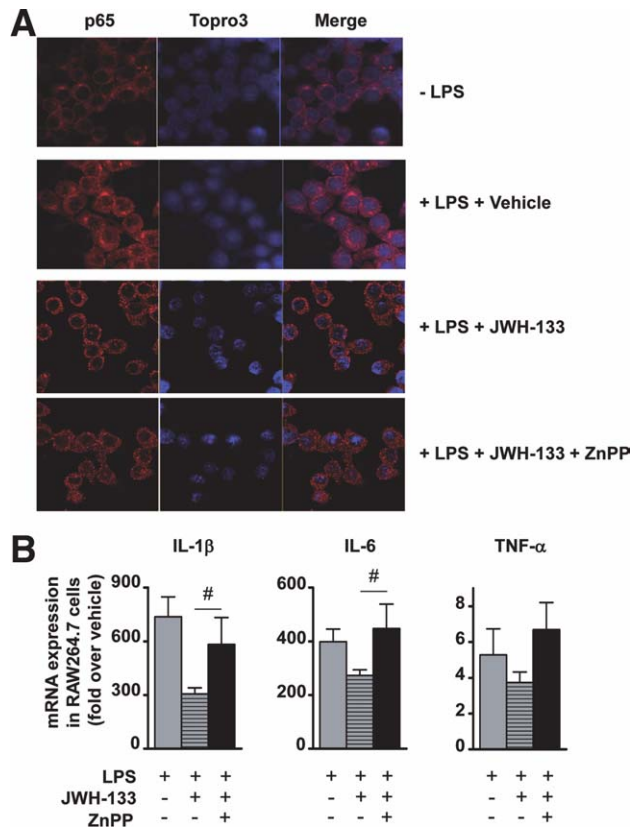 A
p65 Topro3 Merge
- LPS
+ LPS + Vehicle
+ LPS + JWH-133
+ LPS + JWH-133 + ZnPP
B
IL-1β IL-6 TNF-α
mRNA expression
in RAW264.7 cells
(fold over vehicle)
900
600
300
0
#
600
400
200
0
#
8
6
4
2
0
LPS + + + + + + + + +
JWH-133 - + + - + + - + +
ZnPP - - + - - + - - +